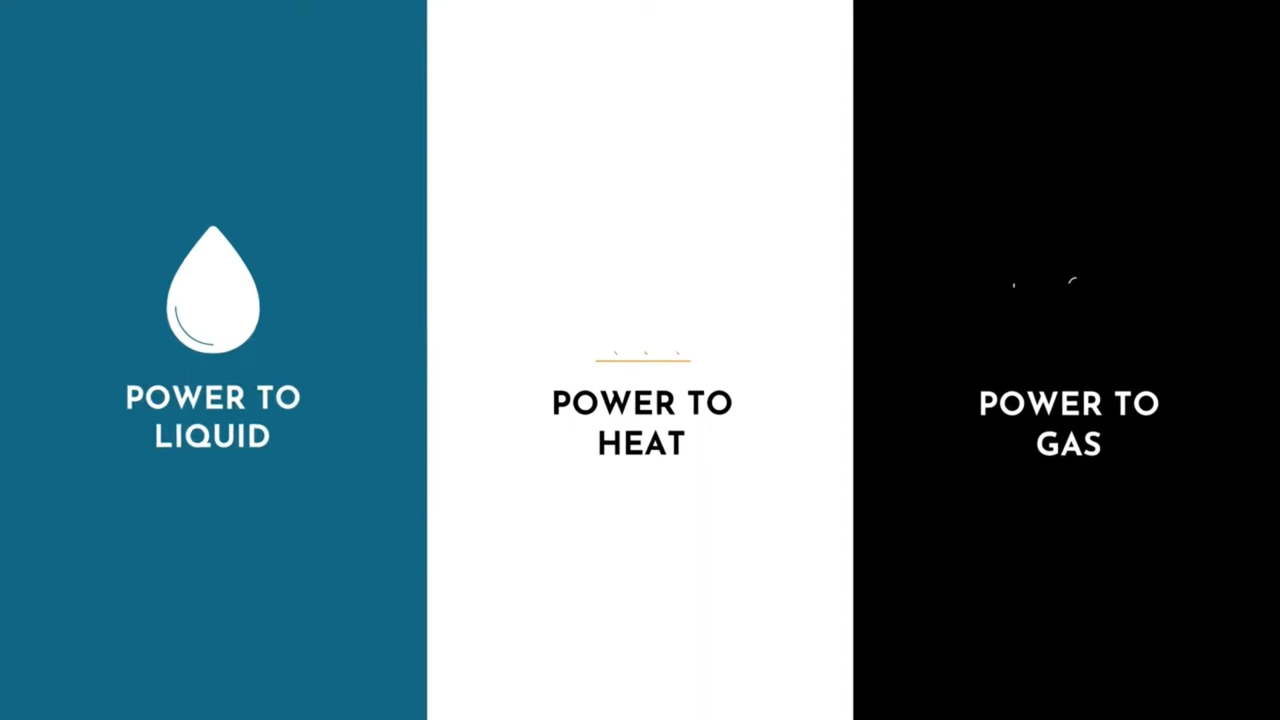 POWER TO
LIQUID
POWER TO
HEAT
POWER TO
GAS